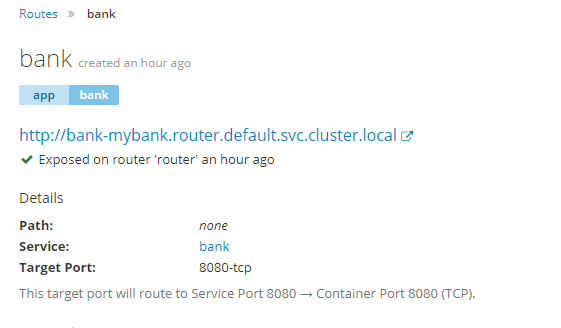 Routes » bank
bank created an hour ago
app bank
http://bank-mybank.router.default.svc.cluster.local
Exposed on router 'router' an hour ago
Details
Path: none
Service: bank
Target Port: 8080-tcp
This target port will route to Service Port 8080 → Container Port 8080 (TCP).